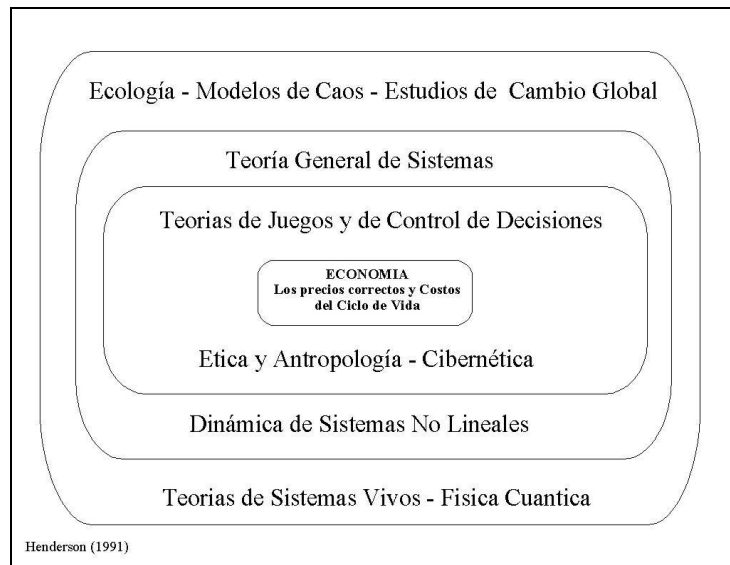 Ecología - Modelos de Caos - Estudios de Cambio Global
Teoría General de Sistemas
Teorias de Juegos y de Control de Decisiones
ECONOMIA
Los precios correctos y Costos
del Ciclo de Vida
Etica y Antropología - Cibernética
Dinámica de Sistemas No Lineales
Teorias de Sistemas Vivos - Fisica Cuantica
Henderson (1991)